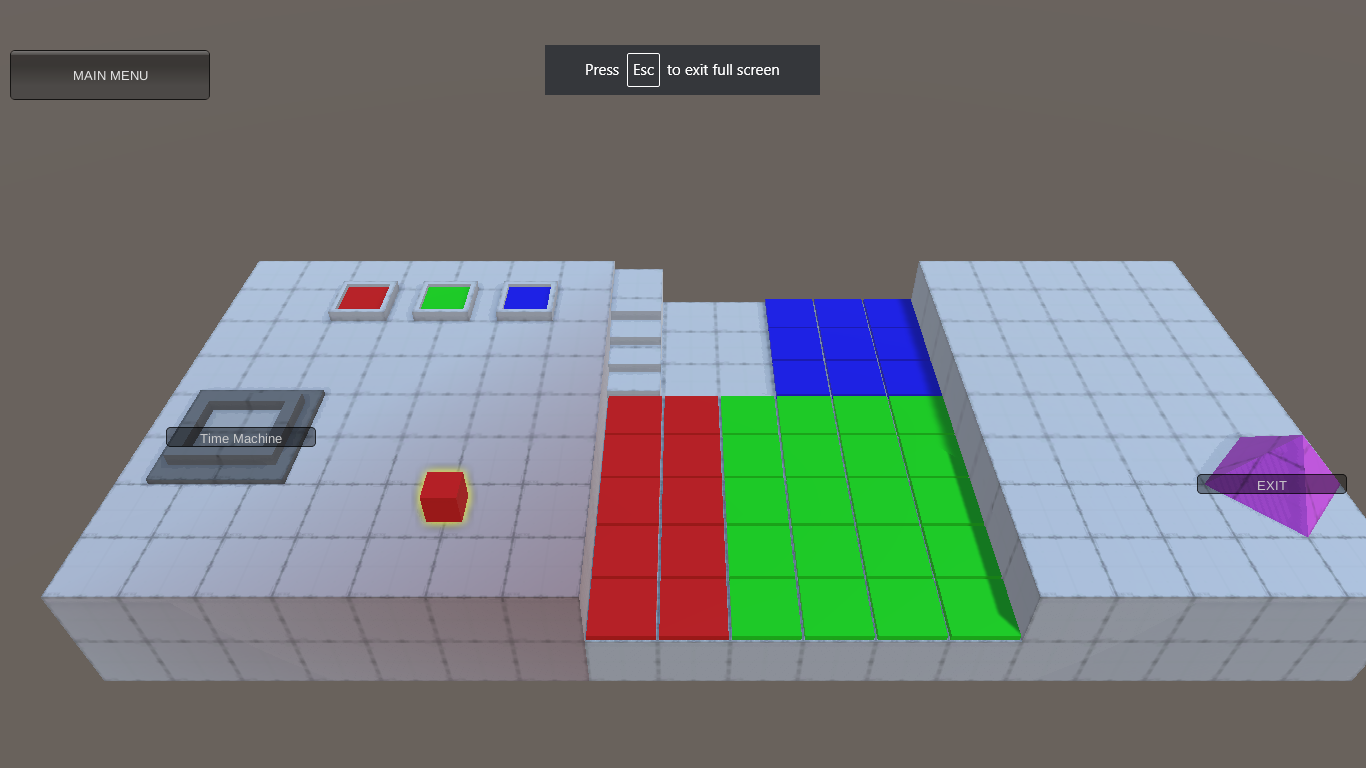 MAIN MENU
Press Esc to exit full screen
Time Machine
EXIT